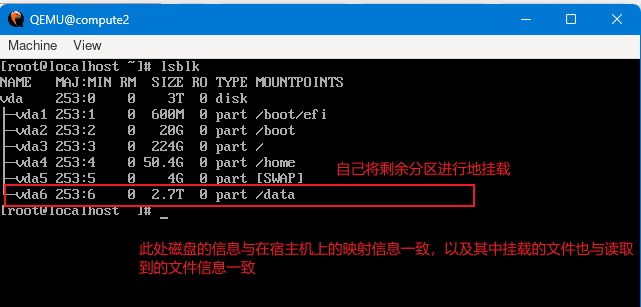 QEMU@compute2
Machine View
[root@localhost ~]# lsblk
NAME MAJ:MIN RM SIZE RO TYPE MOUNTPOINTS
vda 253:0 0 3T 0 disk
├─vda1 253:1 0 600M 0 part /boot/efi
├─vda2 253:2 0 20G 0 part /boot
├─vda3 253:3 0 224G 0 part /
├─vda4 253:4 0 50.4G 0 part /home
自己将剩余分区进行地挂载
├─vda5 253:5 0 4G 0 part [SWAP]
└─vda6 253:6 0 2.7T 0 part /data
[root@localhost ~]# _
此处磁盘的信息与在宿主机上的映射信息一致，以及其中挂载的文件也与读取
到的文件信息一致